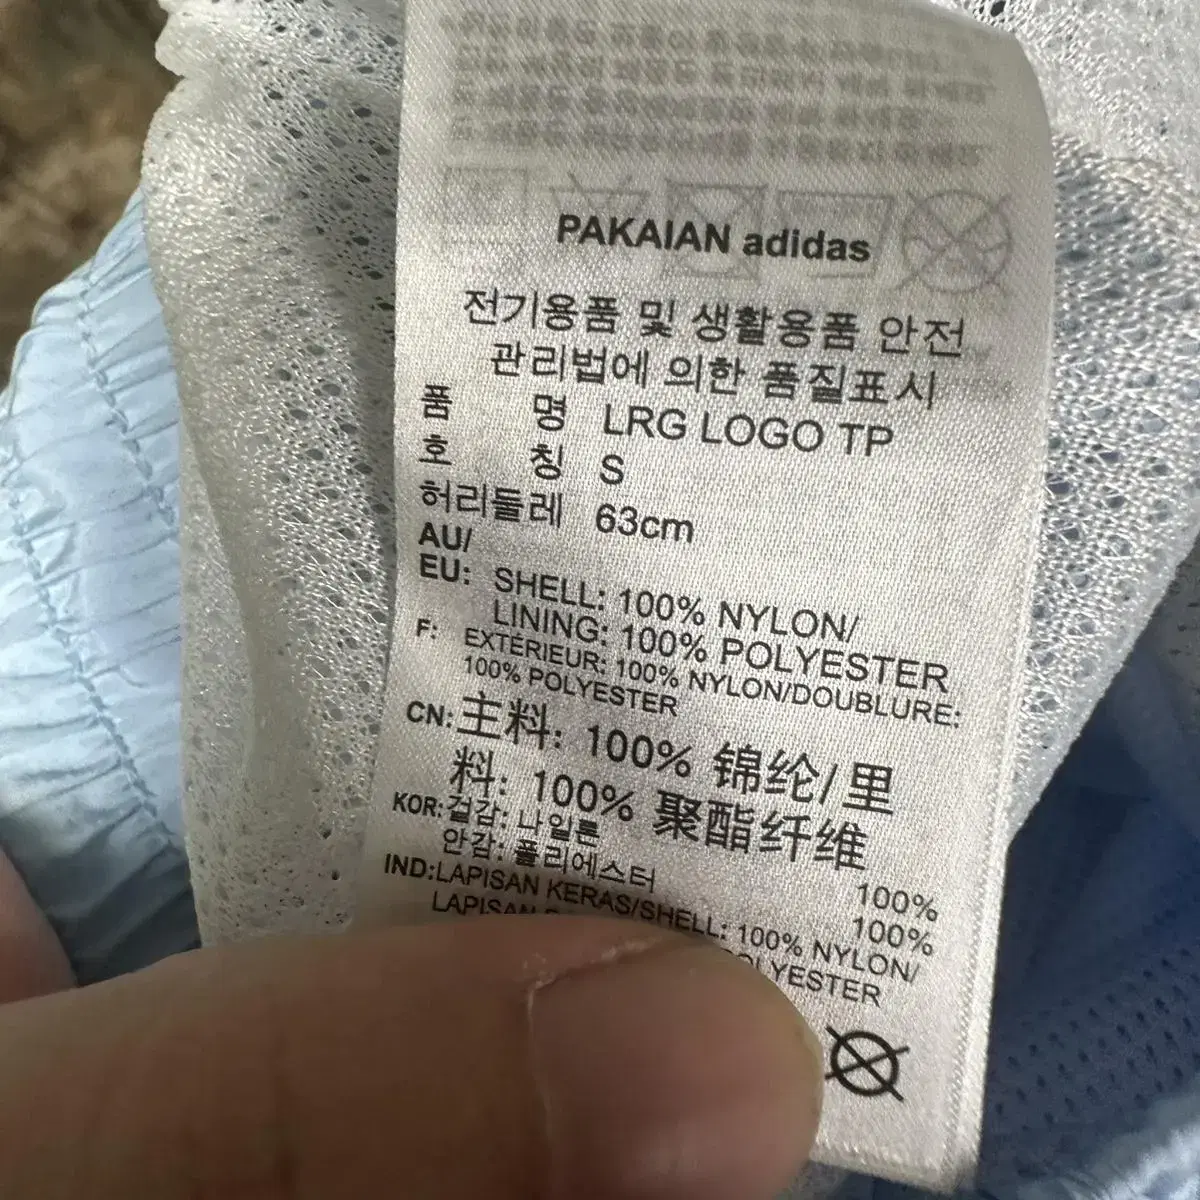 PAKAIAN adidas
전기용품 및 생활용품 안전
관리법에 의한 품질표시
품 명 LRG LOGO TP
호 칭 S
허리둘레 63cm
AU/
EU: SHELL: 100% NYLON/
LINING: 100% POLYESTER
F: EXTÉRIEUR: 100% NYLON/DOUBLURE:
100% POLYESTER
CN: 主料: 100% 锦纶/里
料: 100% 聚酯纤维
KOR: 겉감: 나일론 100%
안감: 폴리에스터 100%
IND: LAPISAN KERAS/SHELL: 100% NYLON/
LAPISAN